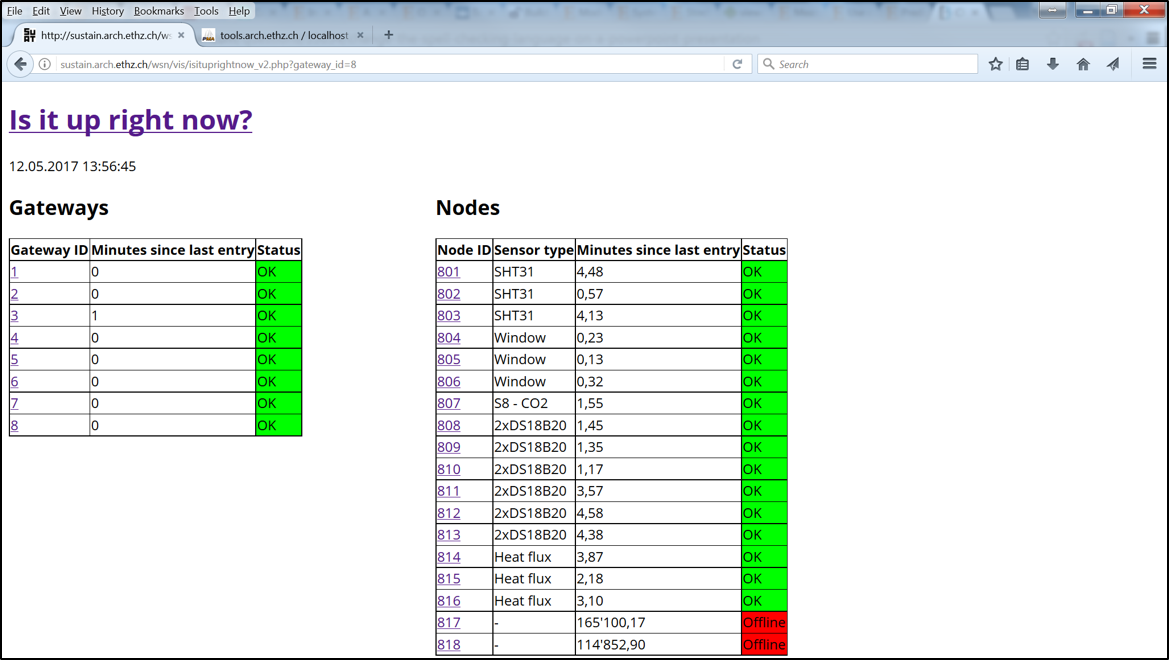 File Edit View History Bookmarks Tools Help
http://sustain.arch.ethz.ch/ws × tools.arch.ethz.ch / localhost × +
sustain.arch.ethz.ch/wsn/vis/isituprightnow_v2.php?gateway_id=8 Search
Is it up right now?
12.05.2017 13:56:45
Gateways
Gateway ID Minutes since last entry Status
1 0 OK
2 0 OK
3 1 OK
4 0 OK
5 0 OK
6 0 OK
7 0 OK
8 0 OK
Nodes
Node ID Sensor type Minutes since last entry Status
801 SHT31 4,48 OK
802 SHT31 0,57 OK
803 SHT31 4,13 OK
804 Window 0,23 OK
805 Window 0,13 OK
806 Window 0,32 OK
807 S8 - CO2 1,55 OK
808 2xDS18B20 1,45 OK
809 2xDS18B20 1,35 OK
810 2xDS18B20 1,17 OK
811 2xDS18B20 3,57 OK
812 2xDS18B20 4,58 OK
813 2xDS18B20 4,38 OK
814 Heat flux 3,87 OK
815 Heat flux 2,18 OK
816 Heat flux 3,10 OK
817 - 165'100,17 Offline
818 - 114'852,90 Offline